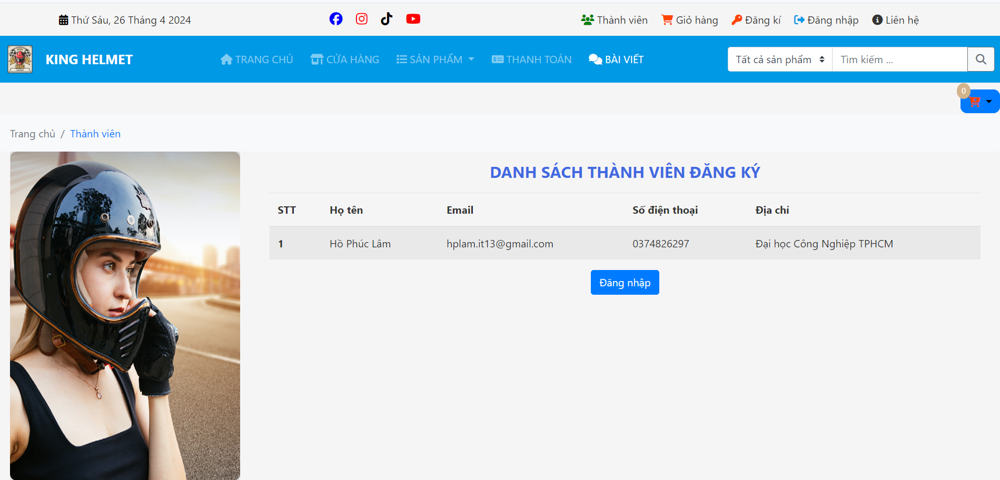 Thứ Sáu, 26 Tháng 4 2024
Thành viên Giỏ hàng Đăng kí Đăng nhập Liên hệ
KING HELMET TRANG CHỦ CỬA HÀNG SẢN PHẨM THANH TOÁN BÀI VIẾT Tất cả sản phẩm Tìm kiếm ...
0
Trang chủ / Thành viên
DANH SÁCH THÀNH VIÊN ĐĂNG KÝ
STT Họ tên Email Số điện thoại Địa chỉ
1 Hồ Phúc Lâm hplam.it13@gmail.com 0374826297 Đại học Công Nghiệp TPHCM
Đăng nhập